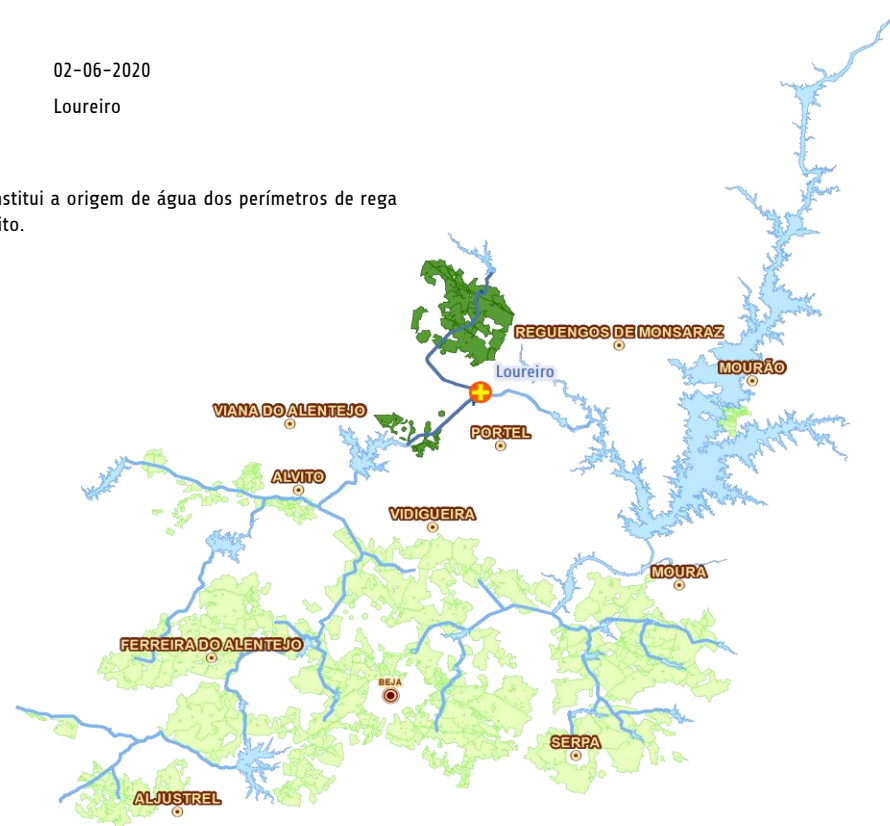 02-06-2020
Loureiro
nstitui a origem de água dos perímetros de rega
ito.
REGUENGOS DE MONSARAZ
MOURÃO
Loureiro
VIANA DO ALENTEJO
PORTEL
ALVITO
VIDIGUEIRA
MOURA
FERREIRA DO ALENTEJO
BEJA
SERPA
ALJUSTREL